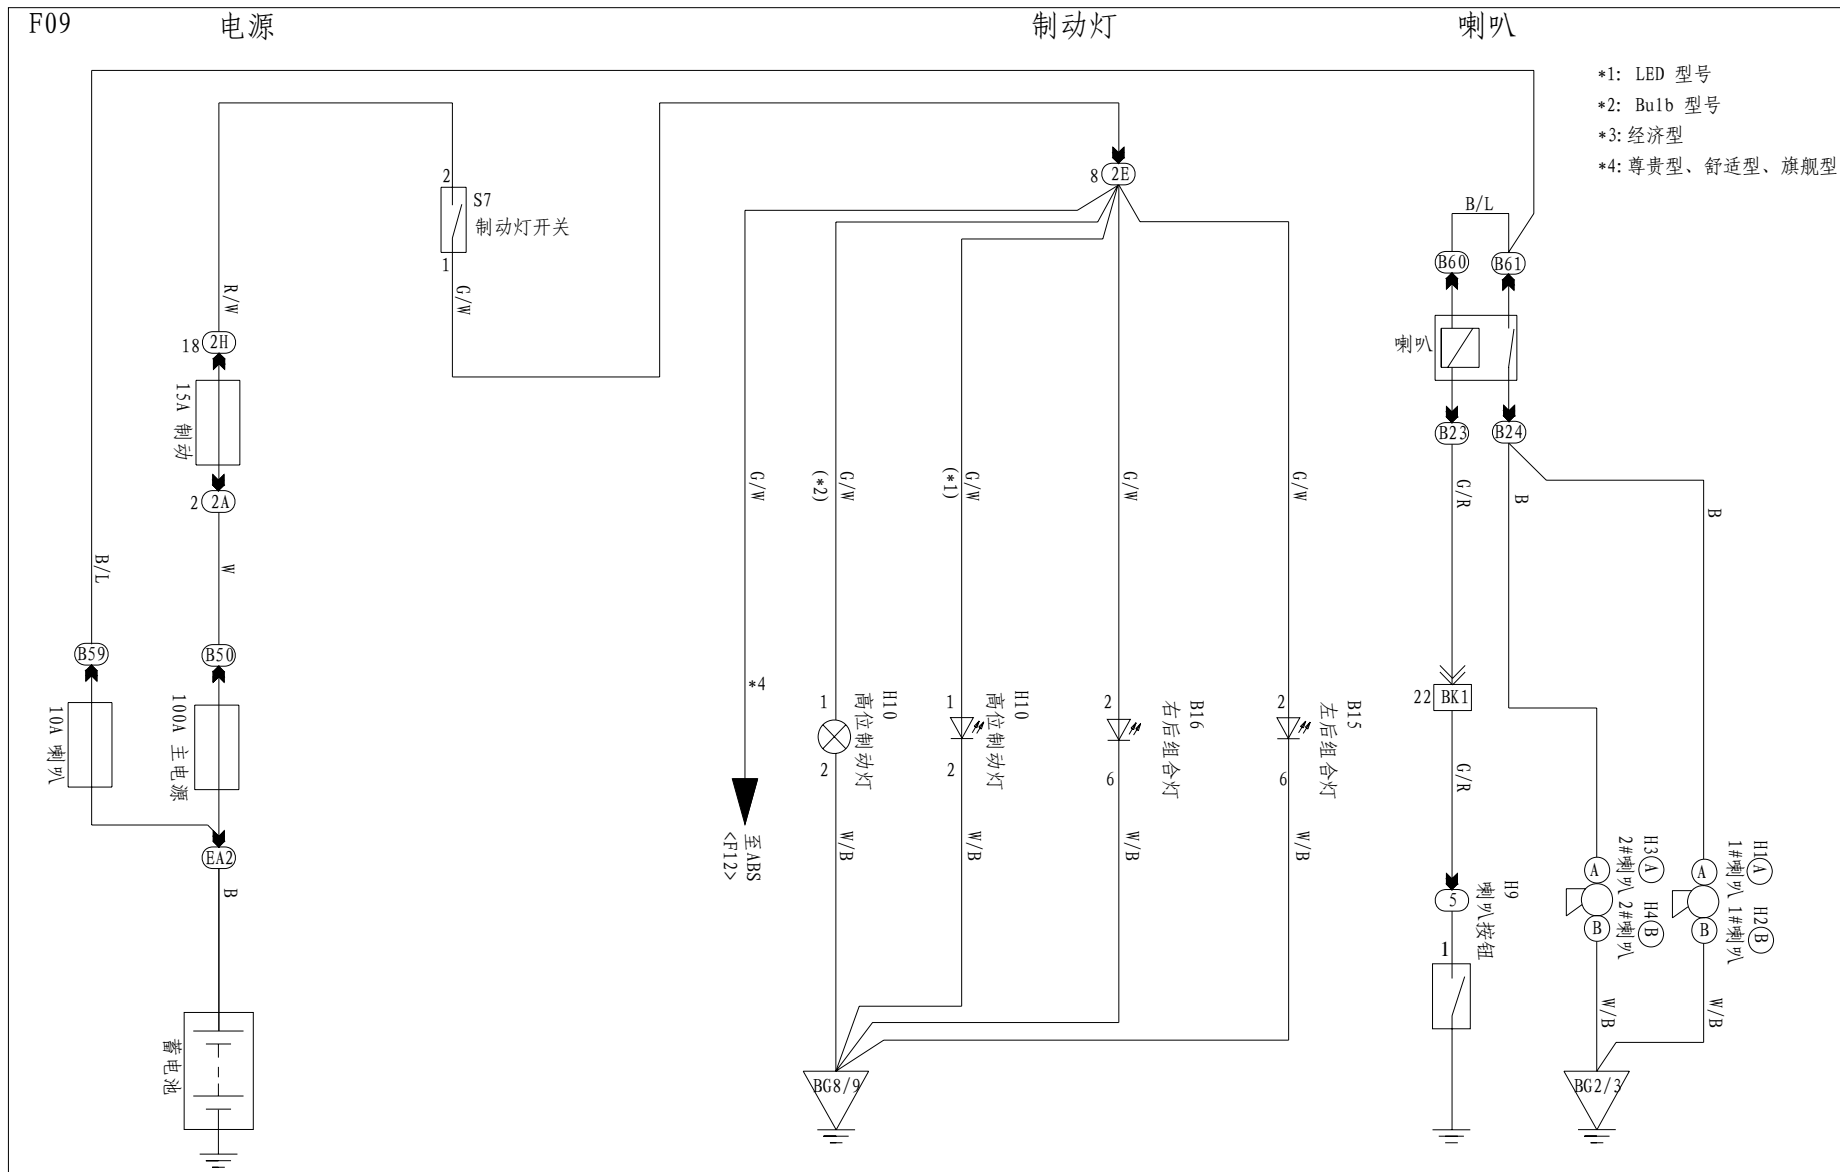 F09
电源
制动灯
喇叭
*1: LED 型号
*2: Bulb 型号
*3:经济型
*4:尊贵型、舒适型、旗舰型
2
S7
制动灯开关
1
G/W
R/W
18
2H
15A 制动
2
2A
W
B/L
B59
B50
10A 喇叭
100A 主电源
EA2
B
蓄电池
8
2E
G/W
G/W
(*2)
G/W
(*1)
G/W
G/W
*4
至ABS
<F12>
1
H10
高位制动灯
2
1
H10
高位制动灯
2
2
B16
右后组合灯
6
2
B15
左后组合灯
6
W/B
W/B
W/B
W/B
BG8/9
B/L
B60
B61
喇叭
B23
B24
G/R
B
B
22
BK1
G/R
5
H9
喇叭按钮
1
A
B
H3 A
2#喇叭
H4 B
2#喇叭
A
B
H1 A
1#喇叭
H2 B
1#喇叭
W/B
W/B
BG2/3